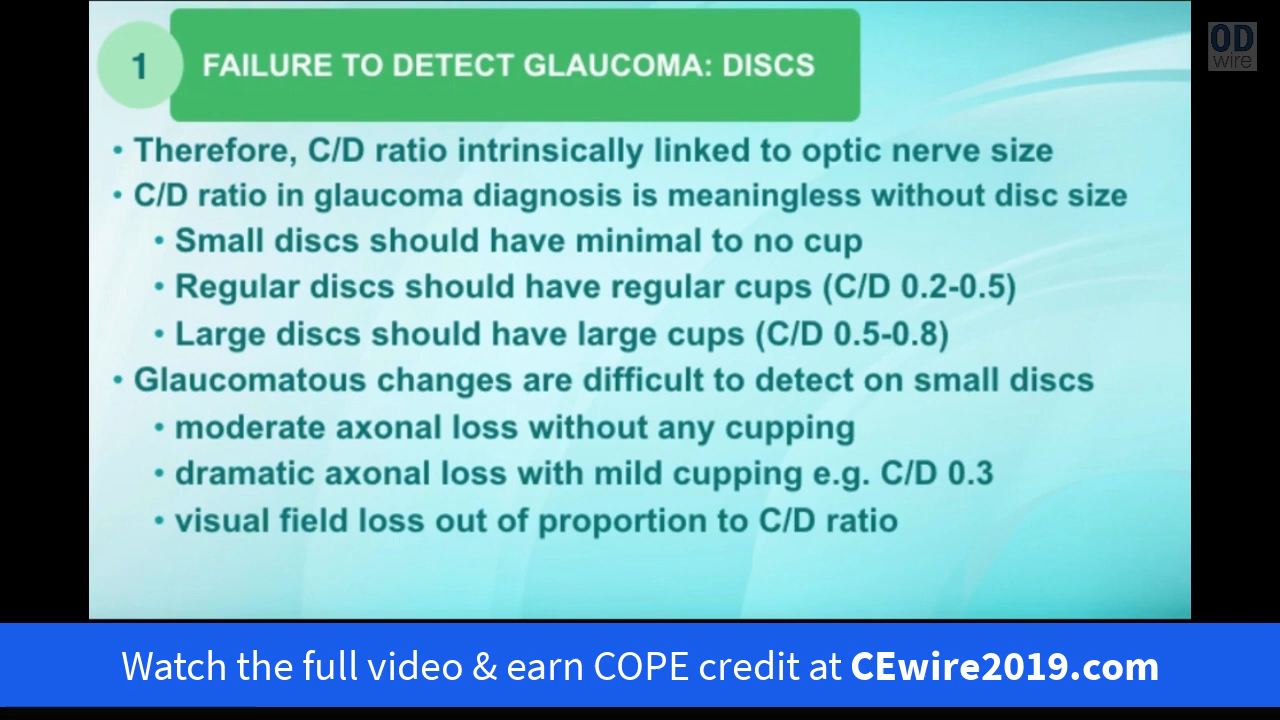 OD
wire
1
FAILURE TO DETECT GLAUCOMA: DISCS
• Therefore, C/D ratio intrinsically linked to optic nerve size
• C/D ratio in glaucoma diagnosis is meaningless without disc size
• Small discs should have minimal to no cup
• Regular discs should have regular cups (C/D 0.2-0.5)
• Large discs should have large cups (C/D 0.5-0.8)
• Glaucomatous changes are difficult to detect on small discs
• moderate axonal loss without any cupping
• dramatic axonal loss with mild cupping e.g. C/D 0.3
• visual field loss out of proportion to C/D ratio
Watch the full video & earn COPE credit at CEwire2019.com